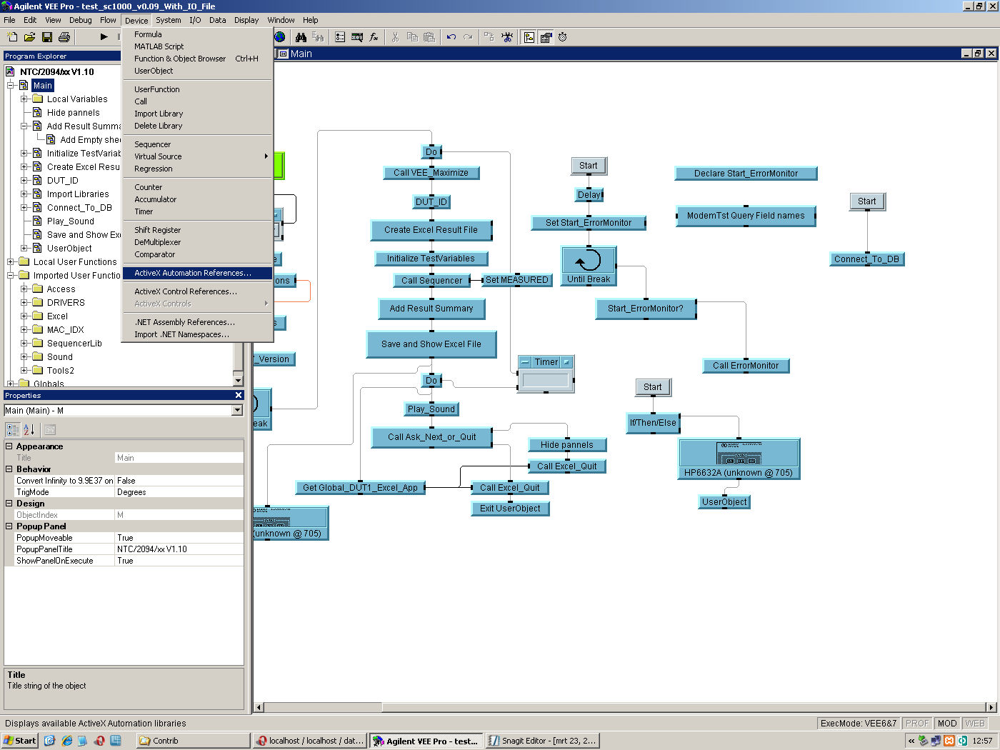 Agilent VEE Pro - test_sc1000_v0.09_With_IO_File
File Edit View Debug Flow Device System I/O Data Display Window Help
Program Explorer
NTC/2094/xx V1.10
Main
Local Variables
Hide pannels
Add Result Summa
Add Empty she
Initialize TestVariab
Create Excel Resu
DUT_ID
Import Libraries
Connect_To_DB
Play_Sound
Save and Show Ex
UserObject
Local User Functions
Imported User Functio
Access
DRIVERS
Excel
MAC_IDX
SequencerLib
Sound
Tools2
Globals
Formula
MATLAB Script
Function & Object Browser Ctrl+H
UserObject
UserFunction
Call
Import Library
Delete Library
Sequencer
Virtual Source
Regression
Counter
Accumulator
Timer
Shift Register
DeMultiplexer
Comparator
ActiveX Automation References...
ActiveX Control References...
ActiveX Controls
.NET Assembly References...
Import .NET Namespaces...
Properties
Main (Main) - M
Appearance
Title Main
Behavior
Convert Infinity to 9.9E37 on False
TrigMode Degrees
Design
ObjectIndex M
Popup Panel
PopupMoveable True
PopupPanelTitle NTC/2094/xx V1.10
ShowPanelOnExecute True
Title
Title string of the object
Main
Do
Call VEE_Maximize
DUT_ID
Create Excel Result File
Initialize TestVariables
Call Sequencer
Set MEASURED
Add Result Summary
Save and Show Excel File
Timer
Do
Play_Sound
Call Ask_Next_or_Quit
Hide pannels
Call Excel_Quit
Get Global_DUT1_Excel_App
Call Excel_Quit
Exit UserObject
ons
_Version
eak
(unknown @ 705)
Start
Delay
Set Start_ErrorMonitor
Until Break
Start_ErrorMonitor?
Call ErrorMonitor
Declare Start_ErrorMonitor
ModemTst Query Field names
Start
Connect_To_DB
Start
If/Then/Else
HP6632A (unknown @ 705)
UserObject
Displays available ActiveX Automation libraries
ExecMode: VEE6&7 PROF MOD WEB
Start
Contrib
localhost / localhost / dat...
Agilent VEE Pro - test...
Snagit Editor - [mrt 23, 2...
12:57